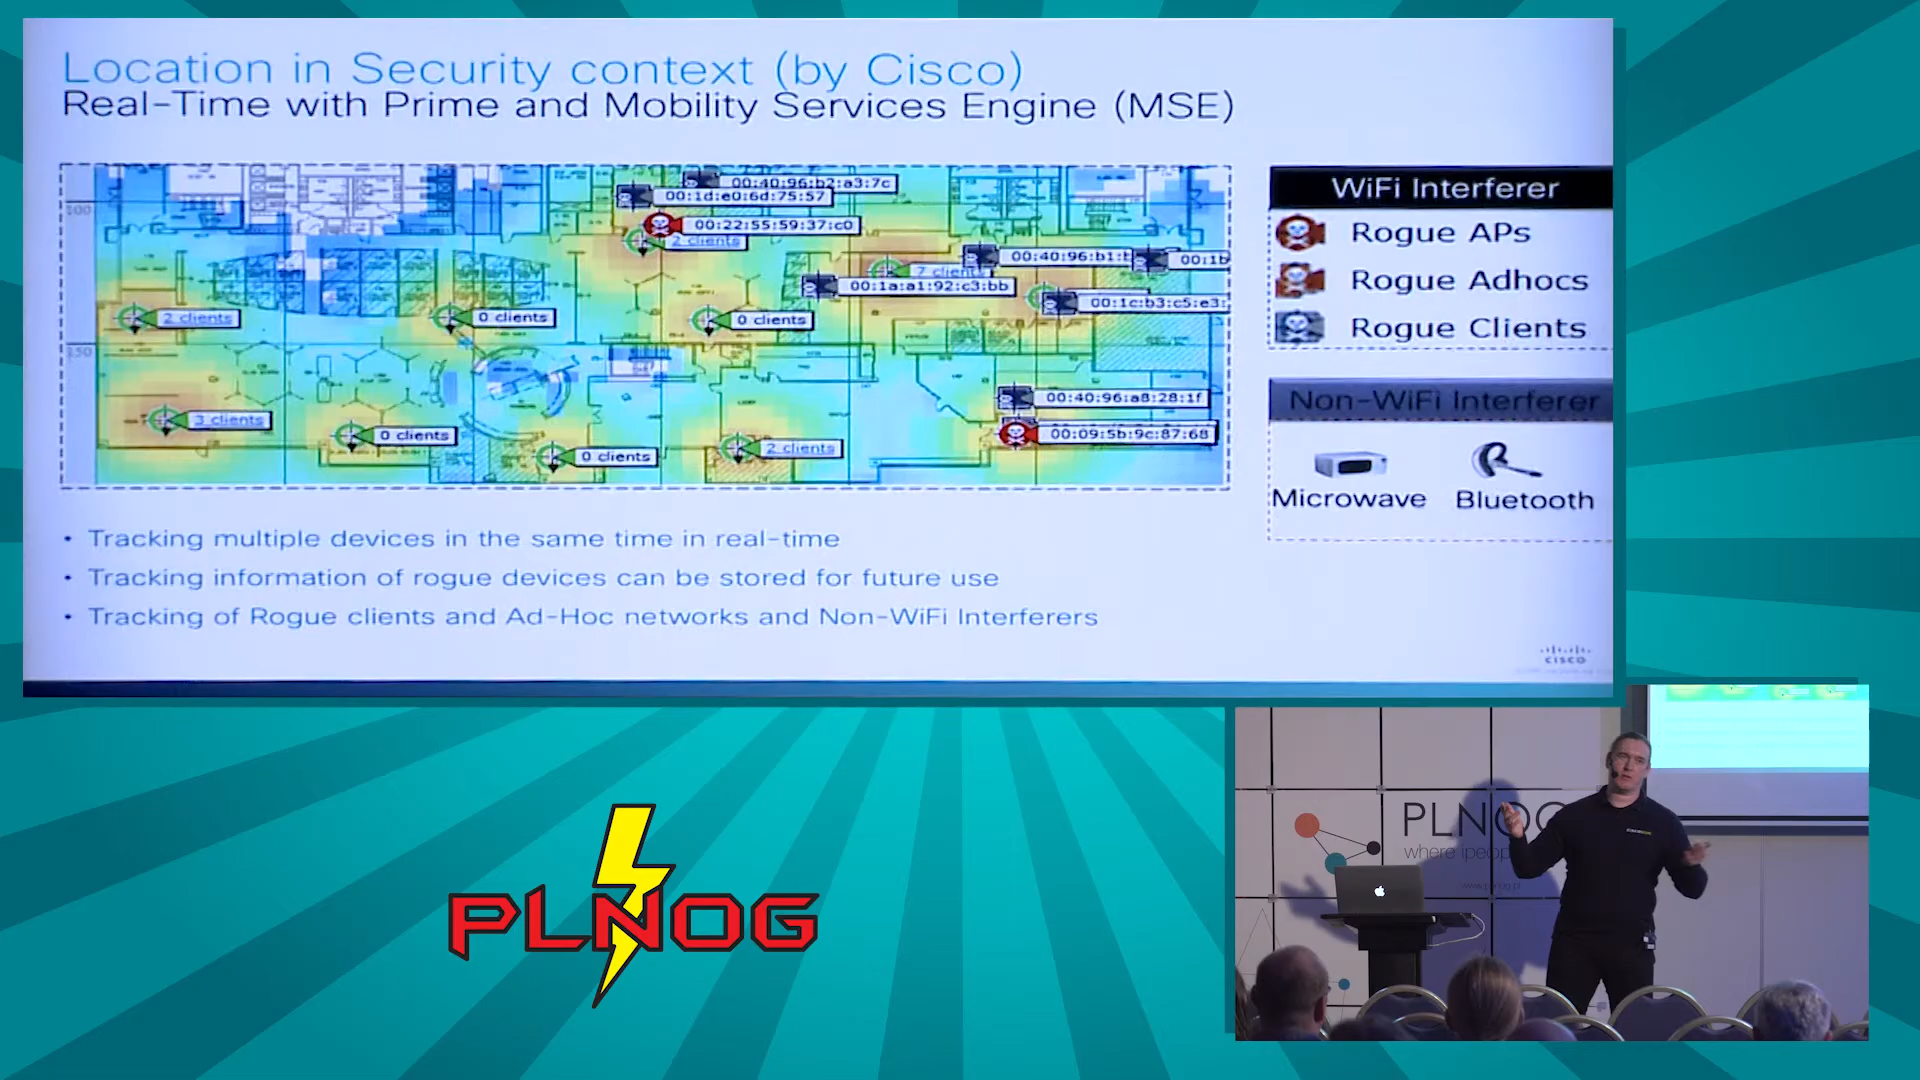 Location in Security context (by Cisco)
Real-Time with Prime and Mobility Services Engine (MSE)
100
00:40:96:b2:a3:7c
00:1d:e0:6d:75:57
00:22:55:59:37:c0
2 clients
00:40:96:b1:b
00:1b
7 clients
00:1a:a1:92:c3:bb
00:1c:b3:c5:e3:
2 clients
0 clients
0 clients
150
00:40:96:a8:28:1f
3 clients
0 clients
00:09:5b:9c:87:68
0 clients
2 clients
WiFi Interferer
Rogue APs
Rogue Adhocs
Rogue Clients
Non-WiFi Interferer
Microwave
Bluetooth
• Tracking multiple devices in the same time in real-time
• Tracking information of rogue devices can be stored for future use
• Tracking of Rogue clients and Ad-Hoc networks and Non-WiFi Interferers
CISCO
PLNOG
PLNOG
where ipeop